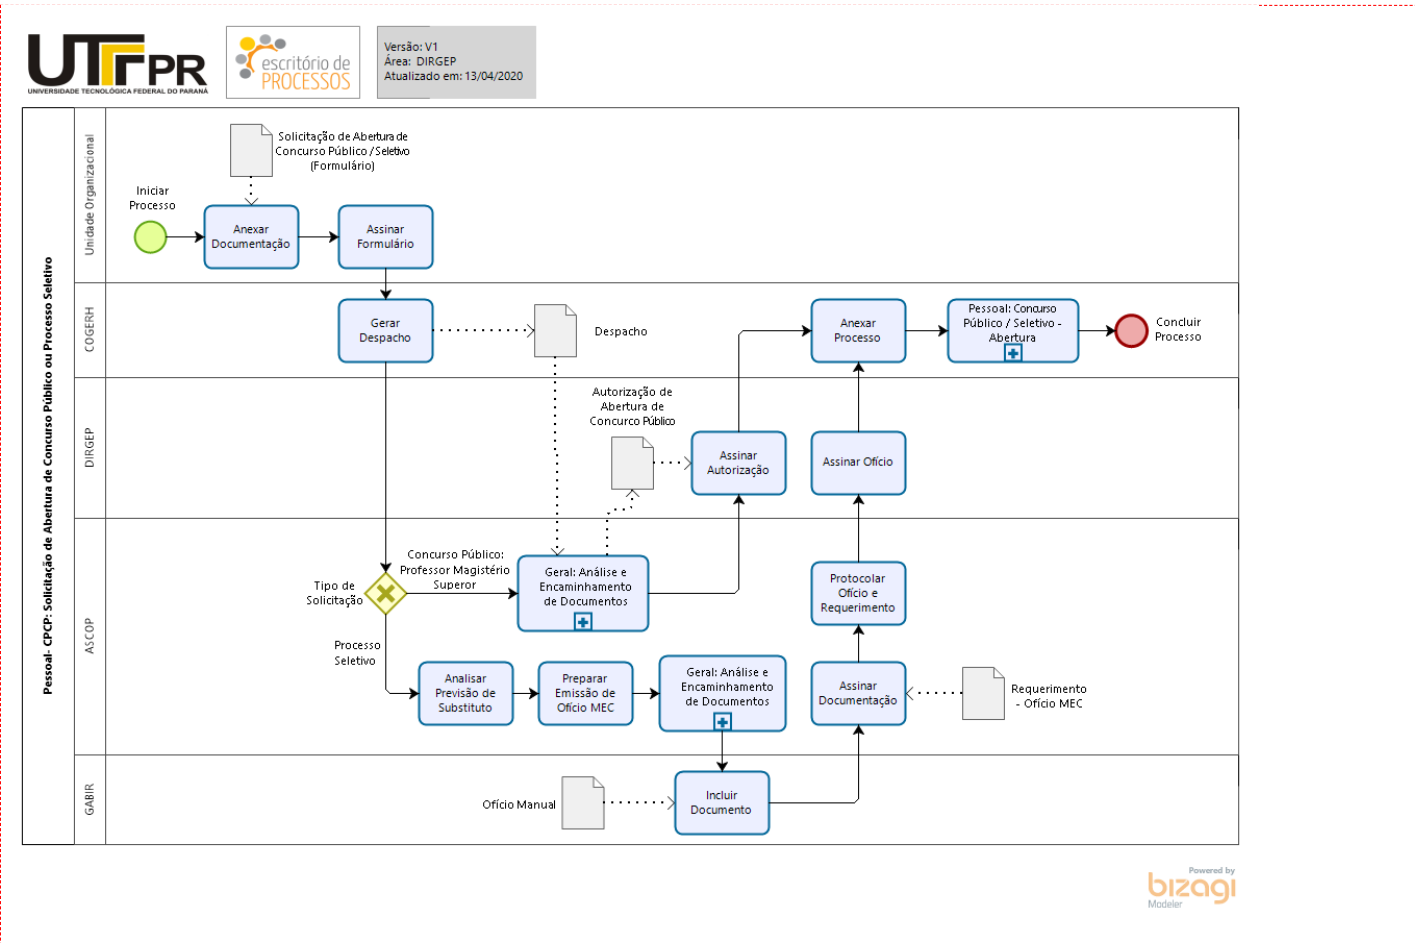 UTFPR
UNIVERSIDADE TECNOLÓGICA FEDERAL DO PARANÁ
escritório de
PROCESSOS
Versão: V1
Área: DIRGEP
Atualizado em: 13/04/2020
Pessoal- CPCP: Solicitação de Abertura de Concurso Público ou Processo Seletivo
Unidade Organizacional
Solicitação de Abertura de
Concurso Público / Seletivo
(Formulário)
Iniciar
Processo
Anexar
Documentação
Assinar
Formulário
COGERH
Gerar
Despacho
Despacho
Anexar
Processo
Pessoal: Concurso
Público / Seletivo -
Abertura
Concluir
Processo
DIRGEP
Autorização de
Abertura de
Concurco Público
Assinar
Autorização
Assinar Ofício
ASCOP
Tipo de
Solicitação
Concurso Público:
Professor Magistério
Superor
Geral: Análise e
Encaminhamento
de Documentos
Protocolar
Ofício e
Requerimento
Processo
Seletivo
Analisar
Previsão de
Substituto
Preparar
Emissão de
Ofício MEC
Geral: Análise e
Encaminhamento
de Documentos
Assinar
Documentação
Requerimento
- Ofício MEC
GABIR
Ofício Manual
Incluir
Documento
Powered by
bizagi
Modeler